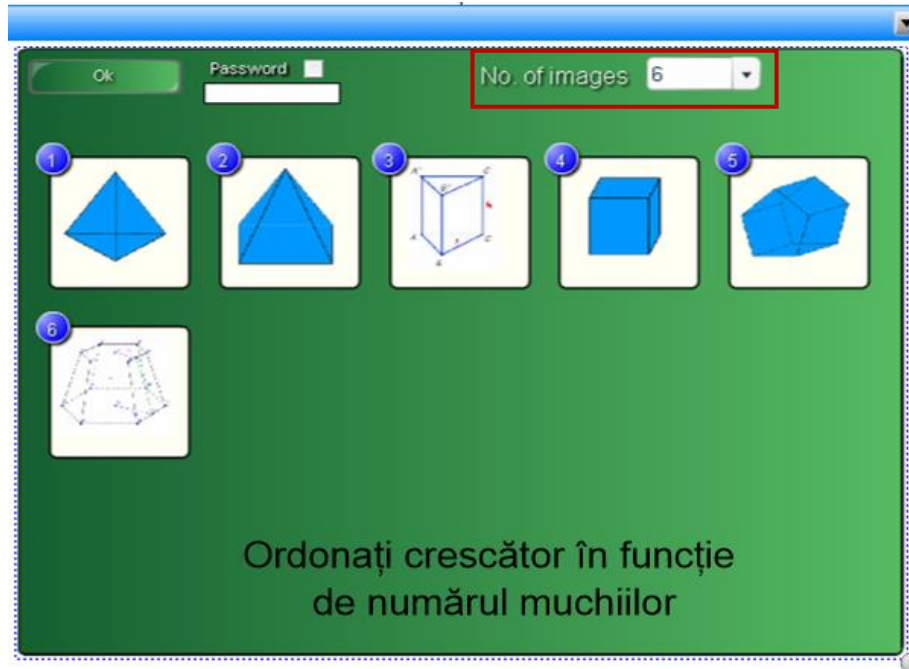 Ok
Password
No. of images 6
1
2
3
4
5
A'
C'
B'
A
C
6
Ordonați crescător în funcție
de numărul muchiilor